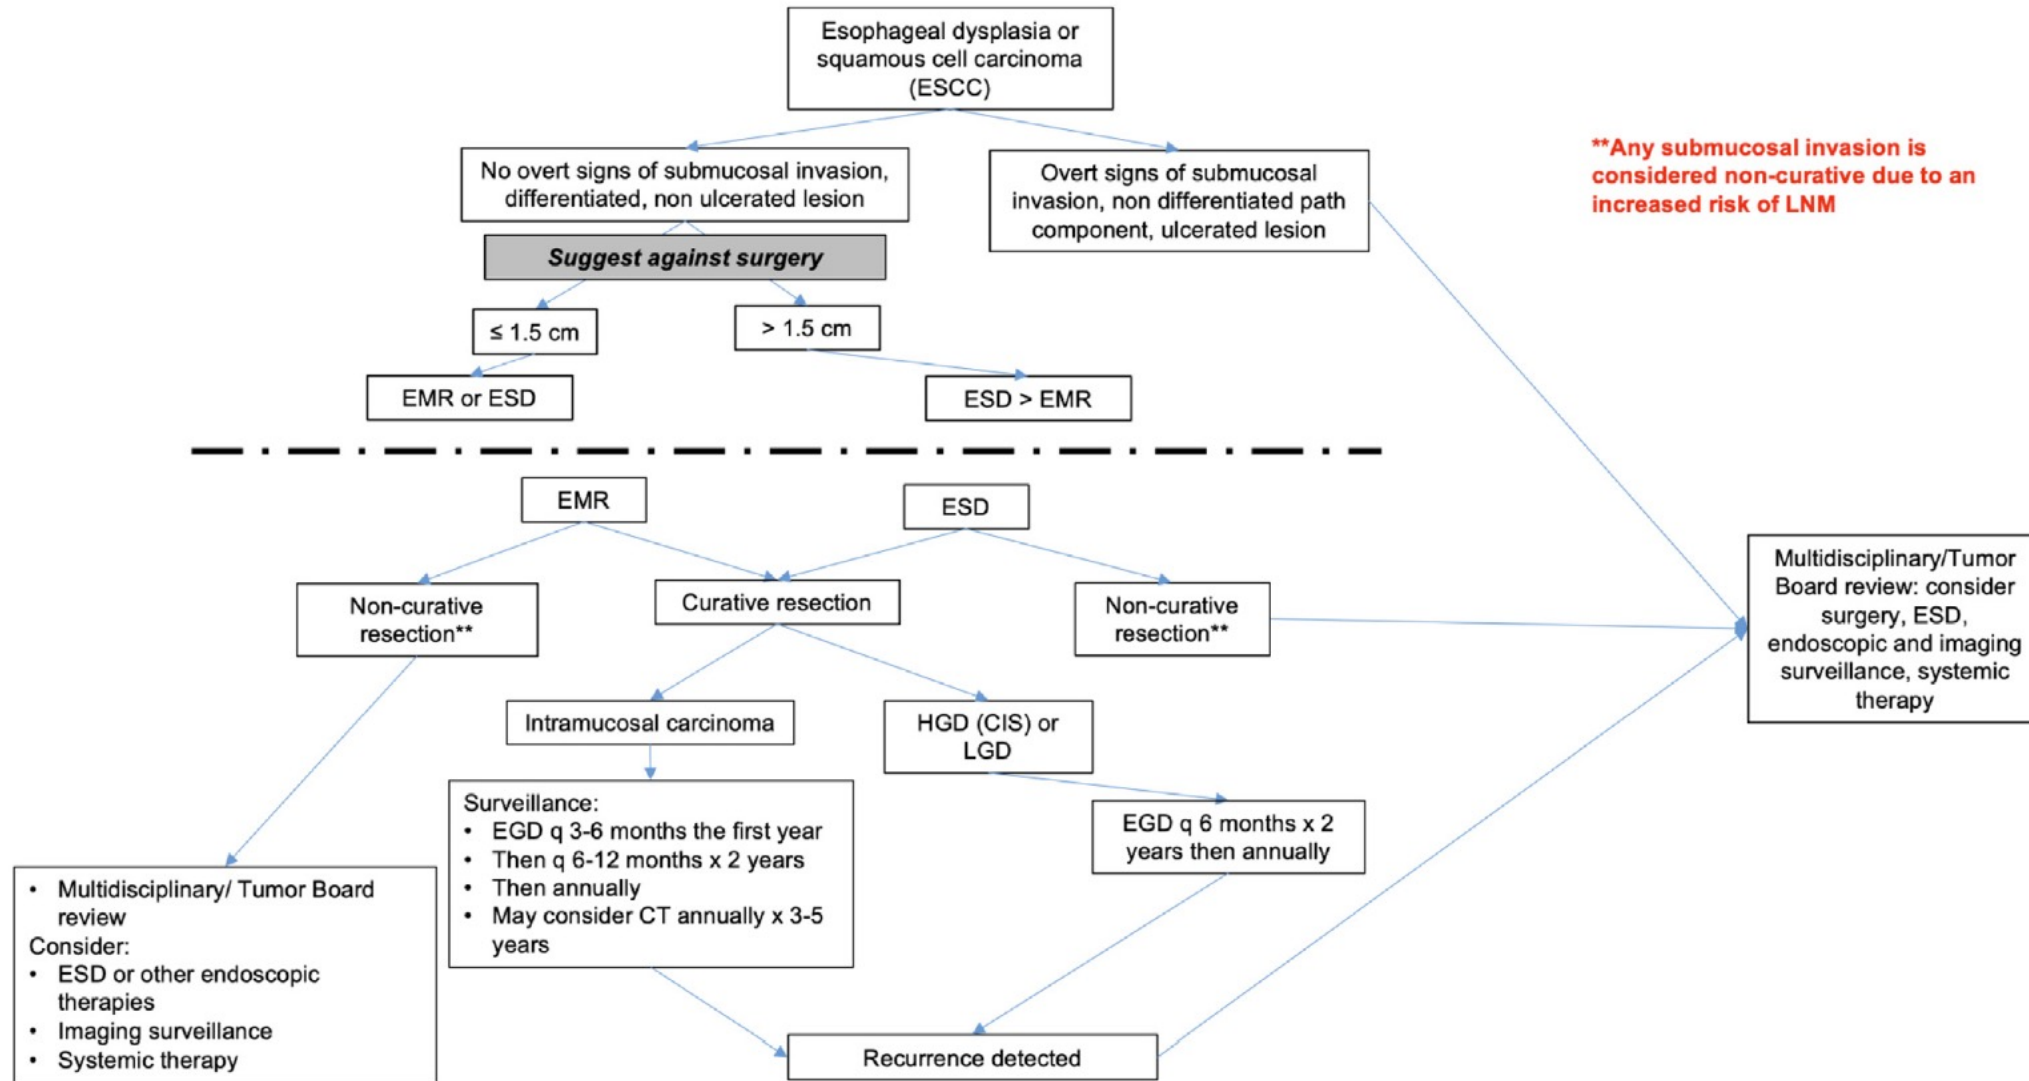 Esophageal dysplasia or
squamous cell carcinoma
(ESCC)
**Any submucosal invasion is
considered non-curative due to an
increased risk of LNM
No overt signs of submucosal invasion,
differentiated, non ulcerated lesion
Overt signs of submucosal
invasion, non differentiated path
component, ulcerated lesion
Suggest against surgery
≤ 1.5 cm
> 1.5 cm
EMR or ESD
ESD > EMR
EMR
ESD
Non-curative
resection**
Curative resection
Non-curative
resection**
Multidisciplinary/Tumor
Board review: consider
surgery, ESD,
endoscopic and imaging
surveillance, systemic
therapy
Intramucosal carcinoma
HGD (CIS) or
LGD
Surveillance:
• EGD q 3-6 months the first year
• Then q 6-12 months x 2 years
• Then annually
• May consider CT annually x 3-5
years
EGD q 6 months x 2
years then annually
• Multidisciplinary/ Tumor Board
review
Consider:
• ESD or other endoscopic
therapies
• Imaging surveillance
• Systemic therapy
Recurrence detected